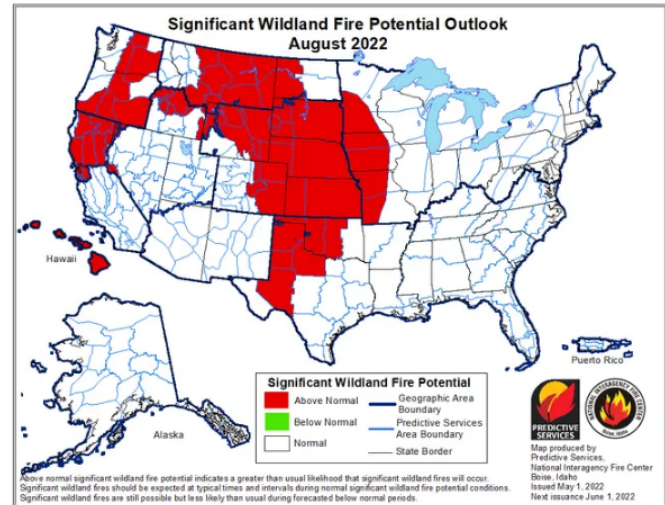 Significant Wildland Fire Potential Outlook
August 2022
Hawaii
Alaska
Puerto Rico
Significant Wildland Fire Potential
Above Normal
Below Normal
Normal
Geographic Area
Boundary
Predictive Services
Area Boundary
State Border
PREDICTIVE
SERVICES
NATIONAL INTERAGENCY FIRE CENTER
Boise, Idaho
Map produced by
Predictive Services,
National Interagency Fire Center
Boise, Idaho
Issued May 1, 2022
Next issuance June 1, 2022
Above normal significant wildland fire potential indicates a greater than usual likelihood that significant wildland fires will occur.
Significant wildland fires should be expected at typical times and intervals during normal significant wildland fire potential conditions.
Significant wildland fires are still possible but less likely than usual during forecasted below normal periods.